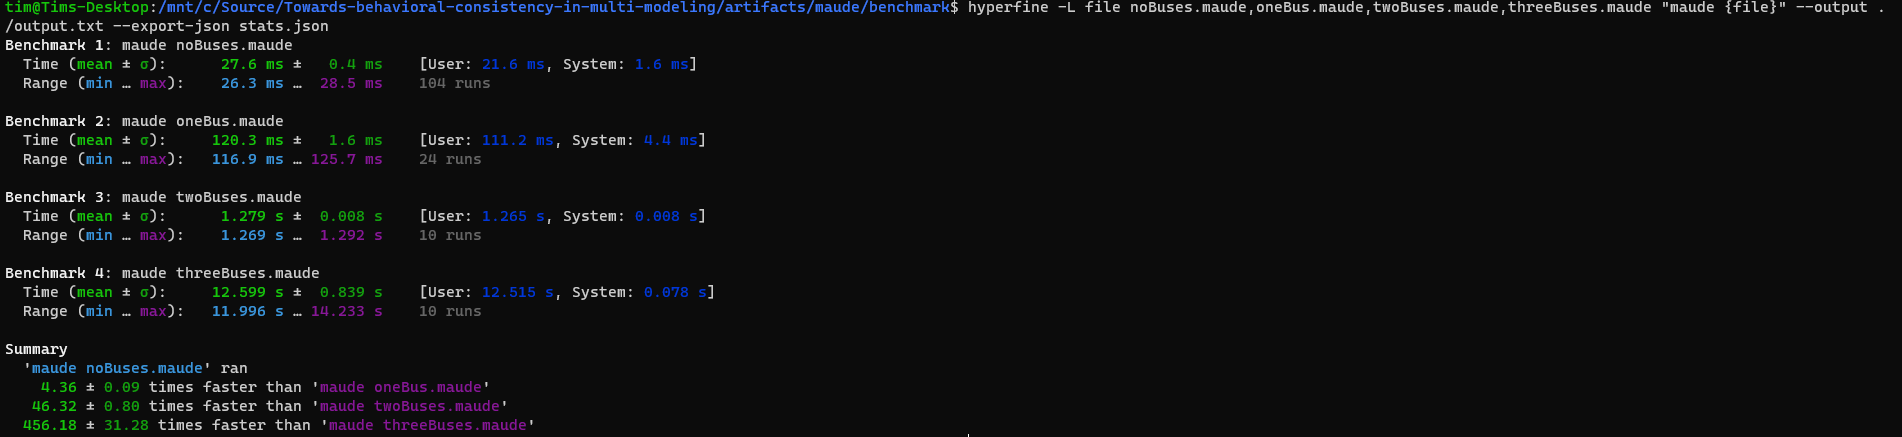 tim@Tims-Desktop:/mnt/c/Source/Towards-behavioral-consistency-in-multi-modeling/artifacts/maude/benchmark$ hyperfine -L file noBuses.maude,oneBus.maude,twoBuses.maude,threeBuses.maude "maude {file}" --output .
/output.txt --export-json stats.json
Benchmark 1: maude noBuses.maude
  Time (mean ± σ):      27.6 ms ±   0.4 ms    [User: 21.6 ms, System: 1.6 ms]
  Range (min … max):   26.3 ms …  28.5 ms    104 runs

Benchmark 2: maude oneBus.maude
  Time (mean ± σ):     120.3 ms ±   1.6 ms    [User: 111.2 ms, System: 4.4 ms]
  Range (min … max):   116.9 ms … 125.7 ms    24 runs

Benchmark 3: maude twoBuses.maude
  Time (mean ± σ):      1.279 s ±  0.008 s    [User: 1.265 s, System: 0.008 s]
  Range (min … max):    1.269 s …  1.292 s    10 runs

Benchmark 4: maude threeBuses.maude
  Time (mean ± σ):     12.599 s ±  0.839 s    [User: 12.515 s, System: 0.078 s]
  Range (min … max):   11.996 s … 14.233 s    10 runs

Summary
  'maude noBuses.maude' ran
    4.36 ± 0.09 times faster than 'maude oneBus.maude'
   46.32 ± 0.80 times faster than 'maude twoBuses.maude'
  456.18 ± 31.28 times faster than 'maude threeBuses.maude'